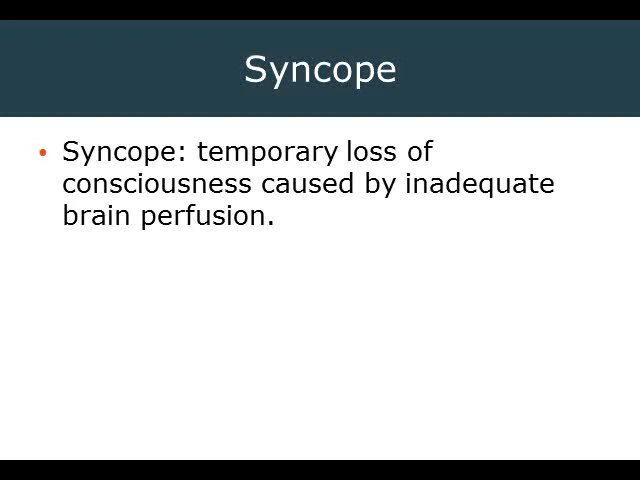 Syncope
• Syncope: temporary loss of
consciousness caused by inadequate
brain perfusion.